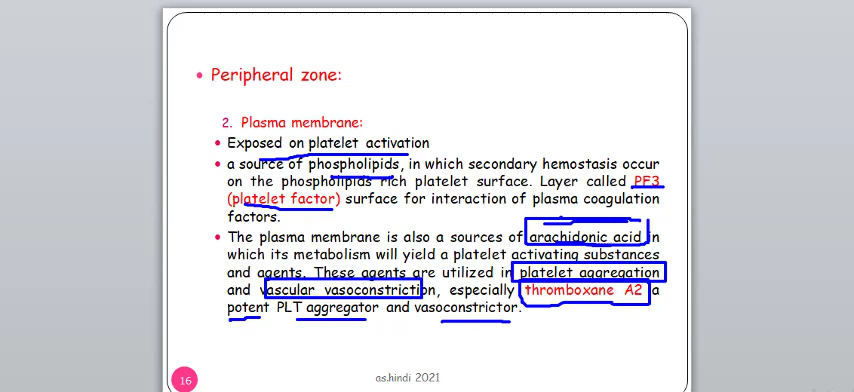 Peripheral zone:
2. Plasma membrane:
Exposed on platelet activation
a source of phospholipids, in which secondary hemostasis occur
on the phospholipids rich platelet surface. Layer called PF3
(platelet factor) surface for interaction of plasma coagulation
factors.
The plasma membrane is also a sources of arachidonic acid in
which its metabolism will yield a platelet activating substances
and agents. These agents are utilized in platelet aggregation
and vascular vasoconstriction, especially thromboxane A2 a
potent PLT aggregator and vasoconstrictor.
16
as.hindi 2021